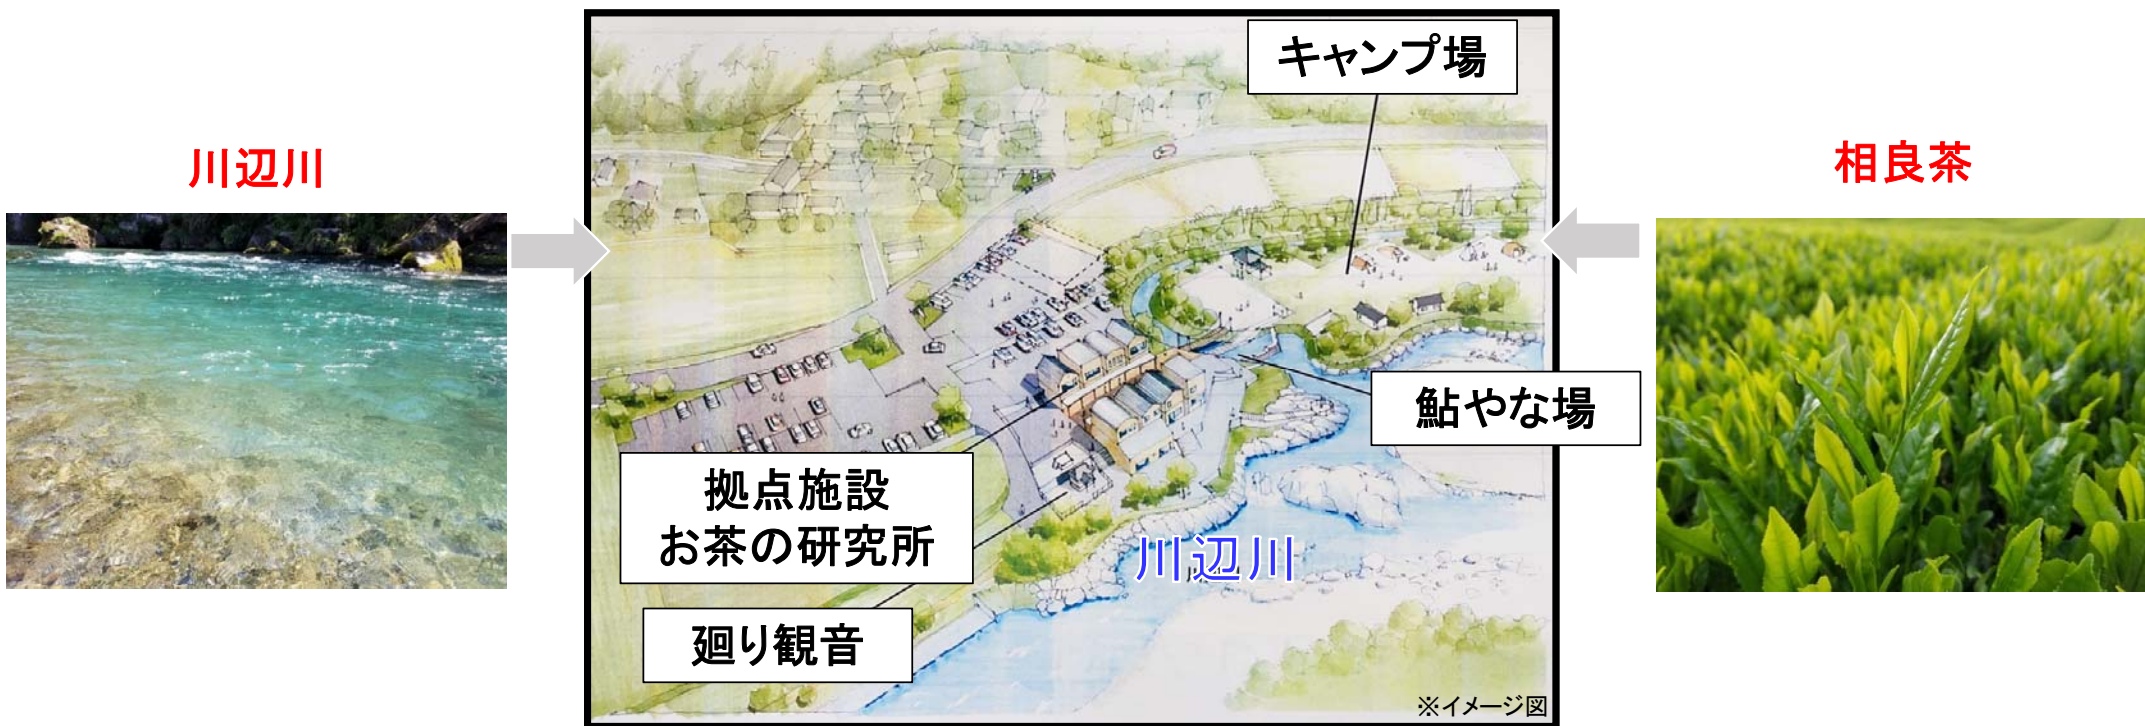 川辺川
キャンプ場
相良茶
鮎やな場
拠点施設
お茶の研究所
川辺川
廻り観音
※イメージ図